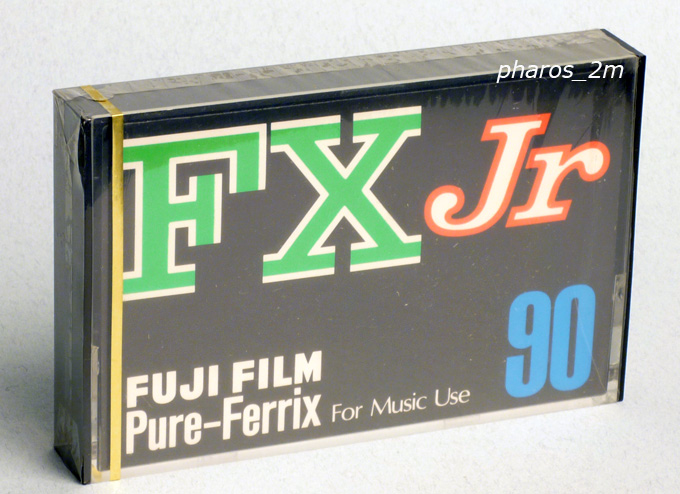 pharos_2m
FX Jr
90
FUJI FILM
Pure-Ferrix For Music Use